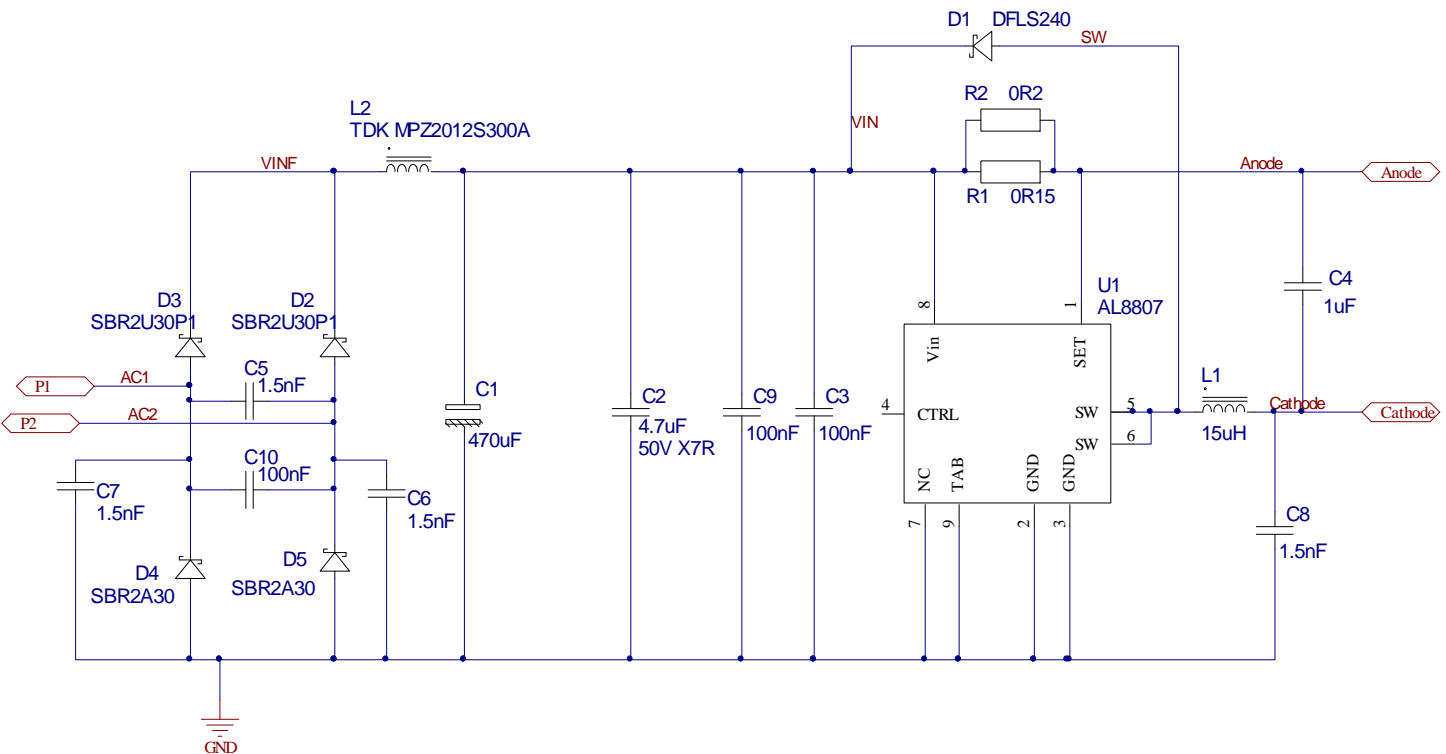 D1 DFLS240
SW
L2
TDK MPZ2012S300A
R2 0R2
VIN
VINF
Anode
Anode
R1 0R15
D3
SBR2U30P1
D2
SBR2U30P1
U1
AL8807
C4
1uF
8
1
Vin
SET
P1
AC1
C5
1.5nF
C1
470uF
C2
4.7uF
50V X7R
C9
100nF
C3
100nF
4
CTRL
SW
5
SW
6
L1
15uH
Cathode
Cathode
P2
AC2
C10
100nF
C7
1.5nF
C6
1.5nF
NC
TAB
GND
GND
7
9
2
3
C8
1.5nF
D4
SBR2A30
D5
SBR2A30
GND